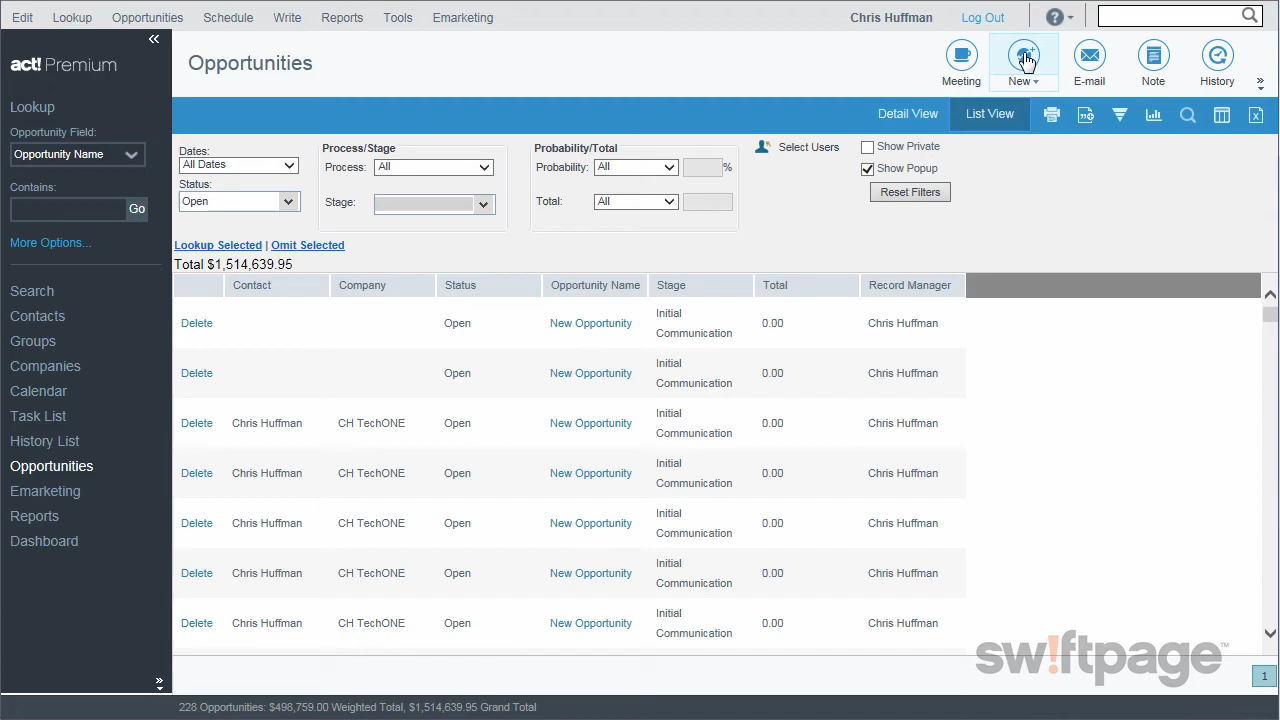 Edit Lookup Opportunities Schedule Write Reports Tools Emarketing Chris Huffman Log Out ?
act! Premium
Opportunities
Meeting New E-mail Note History
Detail View List View
Lookup
Opportunity Field:
Opportunity Name
Contains:
Go
More Options...
Search
Contacts
Groups
Companies
Calendar
Task List
History List
Opportunities
Emarketing
Reports
Dashboard
Dates:
All Dates
Status:
Open
Process/Stage
Process: All
Stage:
Probability/Total
Probability: All %
Total: All
Select Users
Show Private
Show Popup
Reset Filters
Lookup Selected | Omit Selected
Total $1,514,639.95
Contact Company Status Opportunity Name Stage Total Record Manager
Delete Open New Opportunity Initial Communication 0.00 Chris Huffman
Delete Open New Opportunity Initial Communication 0.00 Chris Huffman
Delete Chris Huffman CH TechONE Open New Opportunity Initial Communication 0.00 Chris Huffman
Delete Chris Huffman CH TechONE Open New Opportunity Initial Communication 0.00 Chris Huffman
Delete Chris Huffman CH TechONE Open New Opportunity Initial Communication 0.00 Chris Huffman
Delete Chris Huffman CH TechONE Open New Opportunity Initial Communication 0.00 Chris Huffman
Delete Chris Huffman CH TechONE Open New Opportunity Initial Communication 0.00 Chris Huffman
sw!ftpage™
1
228 Opportunities: $498,759.00 Weighted Total, $1,514,639.95 Grand Total